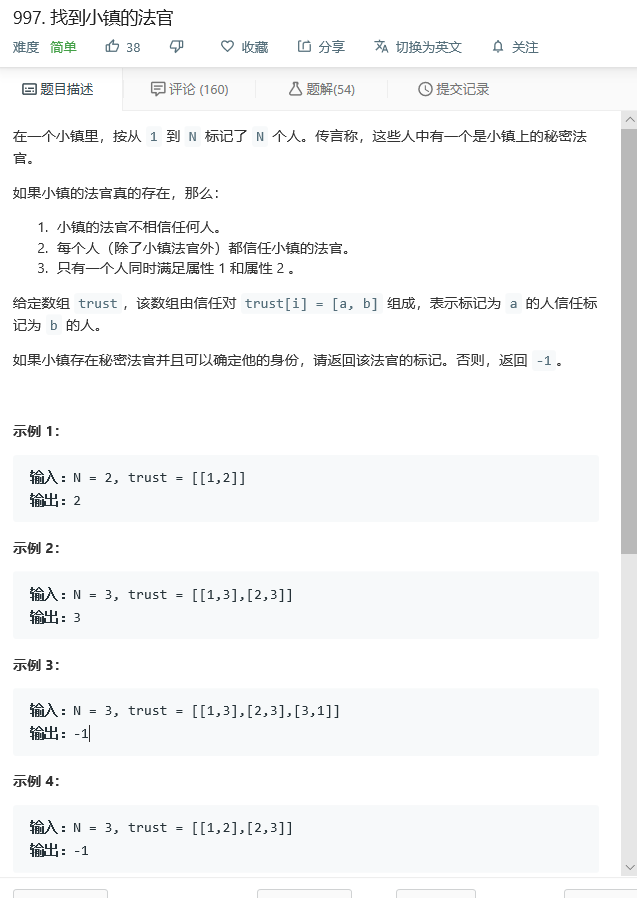 997. 找到小镇的法官
难度 简单 38 收藏 分享 切换为英文 关注
题目描述 评论 (160) 题解(54) 提交记录
在一个小镇里，按从 1 到 N 标记了 N 个人。传言称，这些人中有一个是小镇上的秘密法
官。
如果小镇的法官真的存在，那么：
1. 小镇的法官不相信任何人。
2. 每个人（除了小镇法官外）都信任小镇的法官。
3. 只有一个人同时满足属性 1 和属性 2 。
给定数组 trust，该数组由信任对 trust[i] = [a, b] 组成，表示标记为 a 的人信任标
记为 b 的人。
如果小镇存在秘密法官并且可以确定他的身份，请返回该法官的标记。否则，返回 -1。
示例 1：
输入：N = 2, trust = [[1,2]]
输出：2
示例 2：
输入：N = 3, trust = [[1,3],[2,3]]
输出：3
示例 3：
输入：N = 3, trust = [[1,3],[2,3],[3,1]]
输出：-1
示例 4：
输入：N = 3, trust = [[1,2],[2,3]]
输出：-1